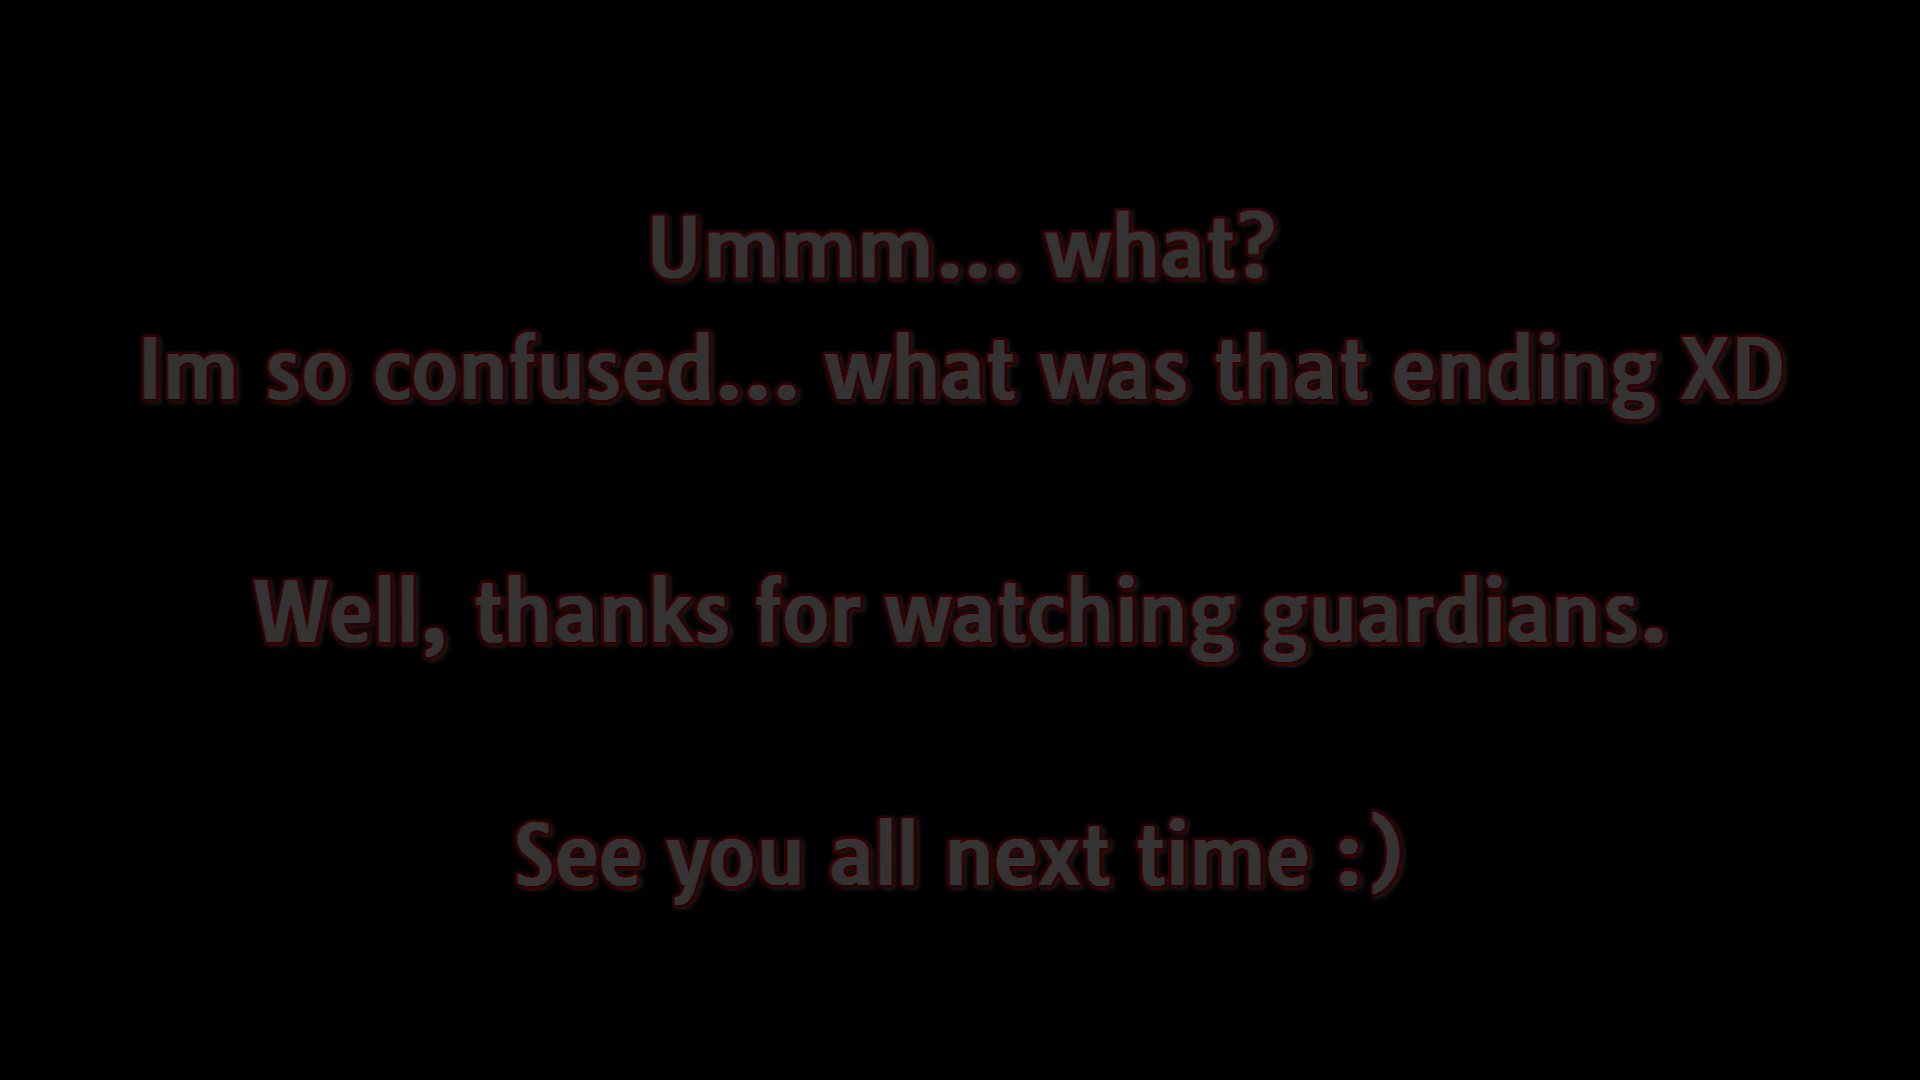 Ummm... what?
Im so confused... what was that ending XD
Well, thanks for watching guardians.
See you all next time :)